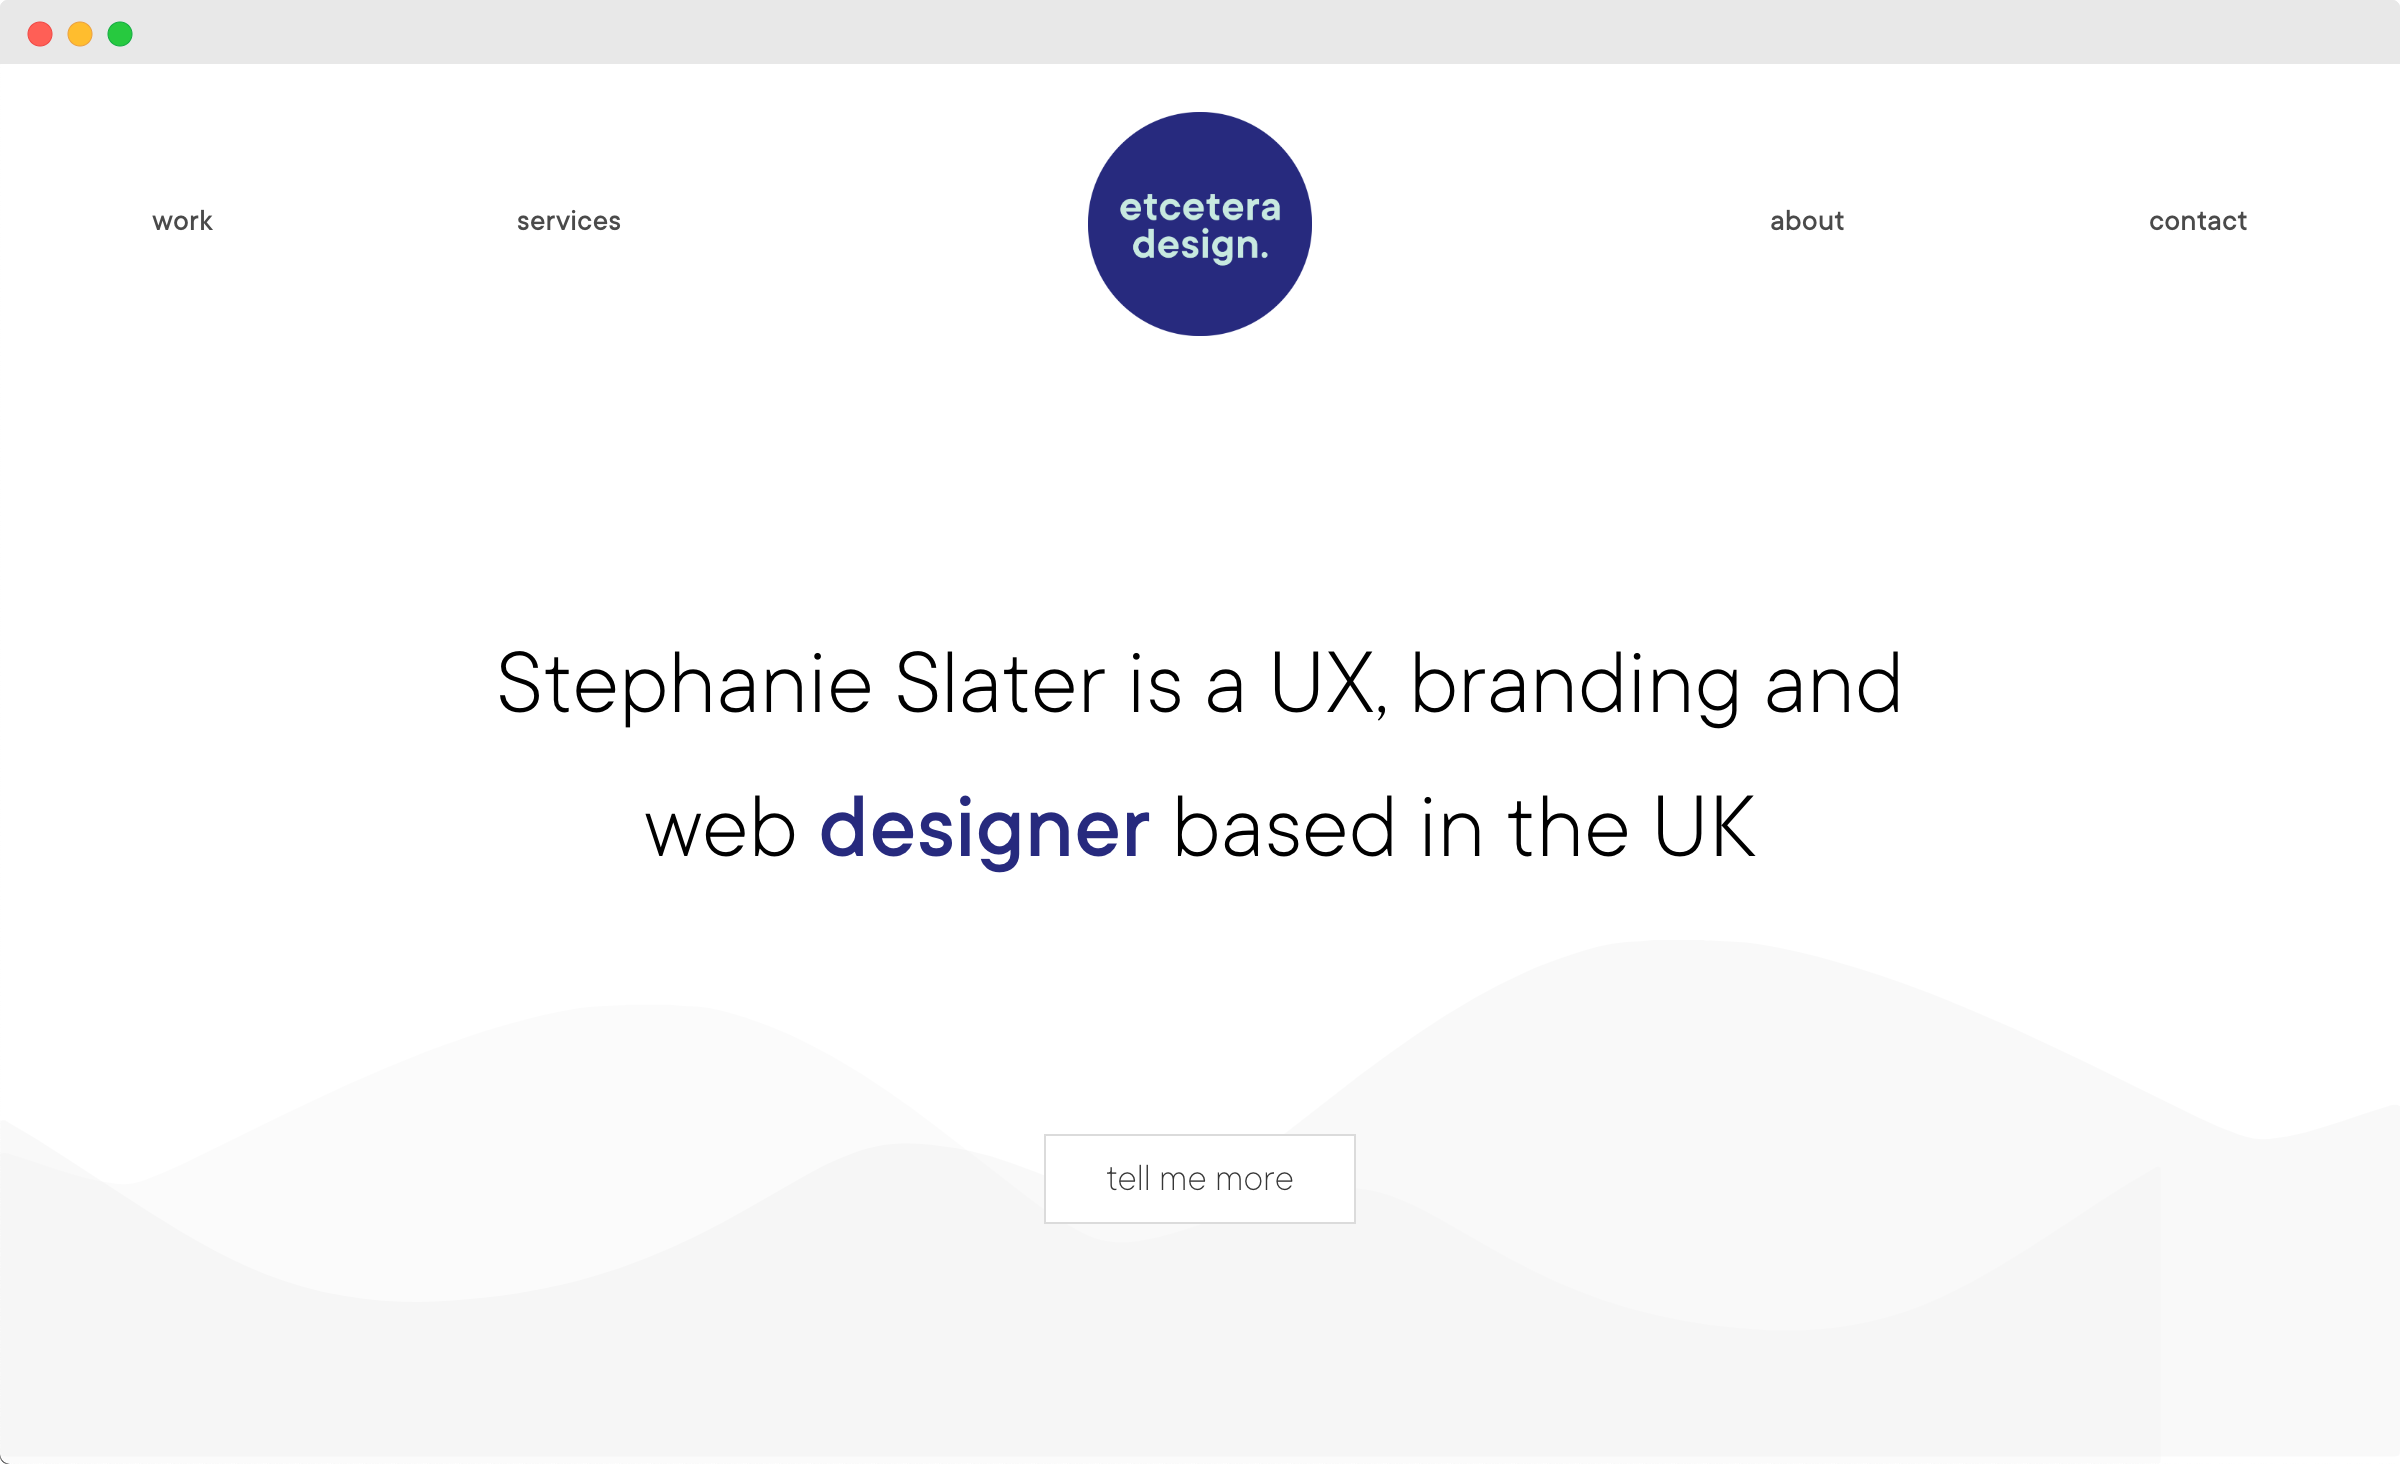 work
services
etcetera
design.
about
contact
Stephanie Slater is a UX, branding and
web designer based in the UK
tell me more